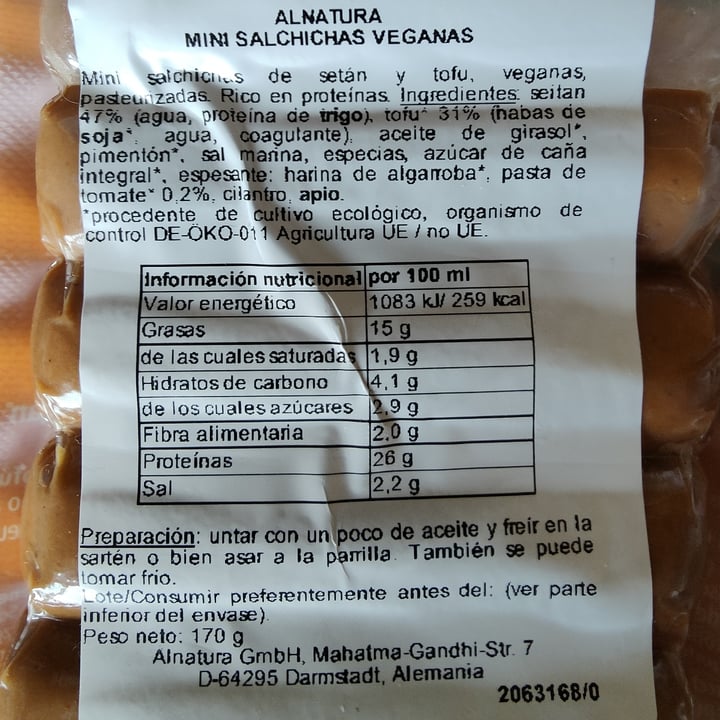 ALNATURA
MINI SALCHICHAS VEGANAS
Mini salchichas de setán y tofu, veganas,
pasteurizadas. Rico en proteínas. Ingredientes: seitan
47% (agua, proteína de trigo), tofu* 31% (habas de
soja*, agua, coagulante), aceite de girasol*,
pimentón*, sal marina, especias, azúcar de caña
integral*, espesante: harina de algarroba*, pasta de
tomate* 0,2%, cilantro, apio.
*procedente de cultivo ecológico, organismo de
control DE-ÖKO-011 Agricultura UE / no UE.
Información nutricional por 100 ml
Valor energético 1083 kJ/ 259 kcal
Grasas 15 g
de las cuales saturadas 1,9 g
Hidratos de carbono 4,1 g
de los cuales azúcares 2,9 g
Fibra alimentaria 2,0 g
Proteínas 26 g
Sal 2,2 g
Preparación: untar con un poco de aceite y freir en la
sartén o bien asar a la parrilla. También se puede
tomar frío.
Lote/Consumir preferentemente antes del: (ver parte
inferior del envase).
Peso neto: 170 g
Alnatura GmbH, Mahatma-Gandhi-Str. 7
D-64295 Darmstadt, Alemania
2063168/0